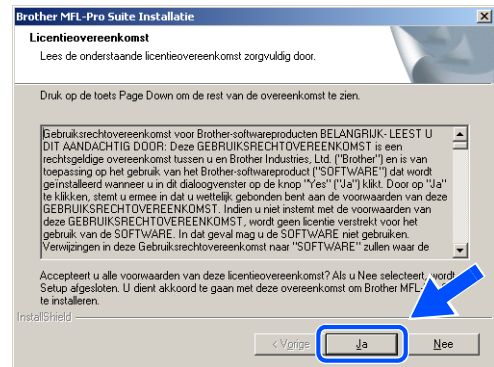 Brother MFL-Pro Suite Installatie
Licentieovereenkomst
Lees de onderstaande licentieovereenkomst zorgvuldig door.
Druk op de toets Page Down om de rest van de overeenkomst te zien.
Gebruiksrechtovereenkomst voor Brother-softwareproducten BELANGRIJK- LEEST U
DIT AANDACHTIG DOOR: Deze GEBRUIKSRECHTOVEREENKOMST is een
rechtsgeldige overeenkomst tussen u en Brother Industries, Ltd. ("Brother") en is van
toepassing op het gebruik van het Brother-softwareproduct ("SOFTWARE") dat wordt
geïnstalleerd wanneer u in dit dialoogvenster op de knop "Yes" ("Ja") klikt. Door op "Ja"
te klikken, stemt u ermee in dat u wettelijk gebonden bent aan de voorwaarden van deze
GEBRUIKSRECHTOVEREENKOMST. Indien u niet instemt met de voorwaarden van
deze GEBRUIKSRECHTOVEREENKOMST, wordt geen licentie verstrekt voor het
gebruik van de SOFTWARE. In dat geval mag u de SOFTWARE niet gebruiken.
Verwijzingen in deze Gebruiksrechtovereenkomst naar "SOFTWARE" zullen waar de
Accepteert u alle voorwaarden van deze licentieovereenkomst? Als u Nee selecteert, wordt
Setup afgesloten. U dient akkoord te gaan met deze overeenkomst om Brother MFL-
te installeren.
InstallShield
< Vorige
Ja
Nee